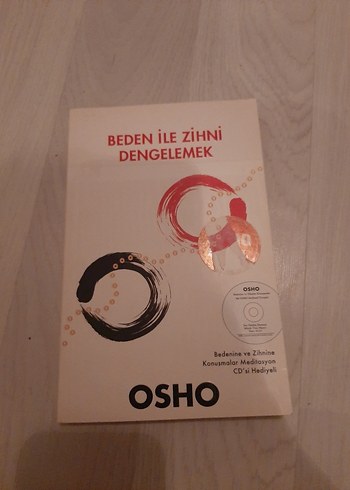 BEDEN İLE ZİHNİ
DENGELEMEK
OSHO
Bedenine ve Zihnine
Konuşmalar Meditasyon
CD'si Hediyeli
OSHO